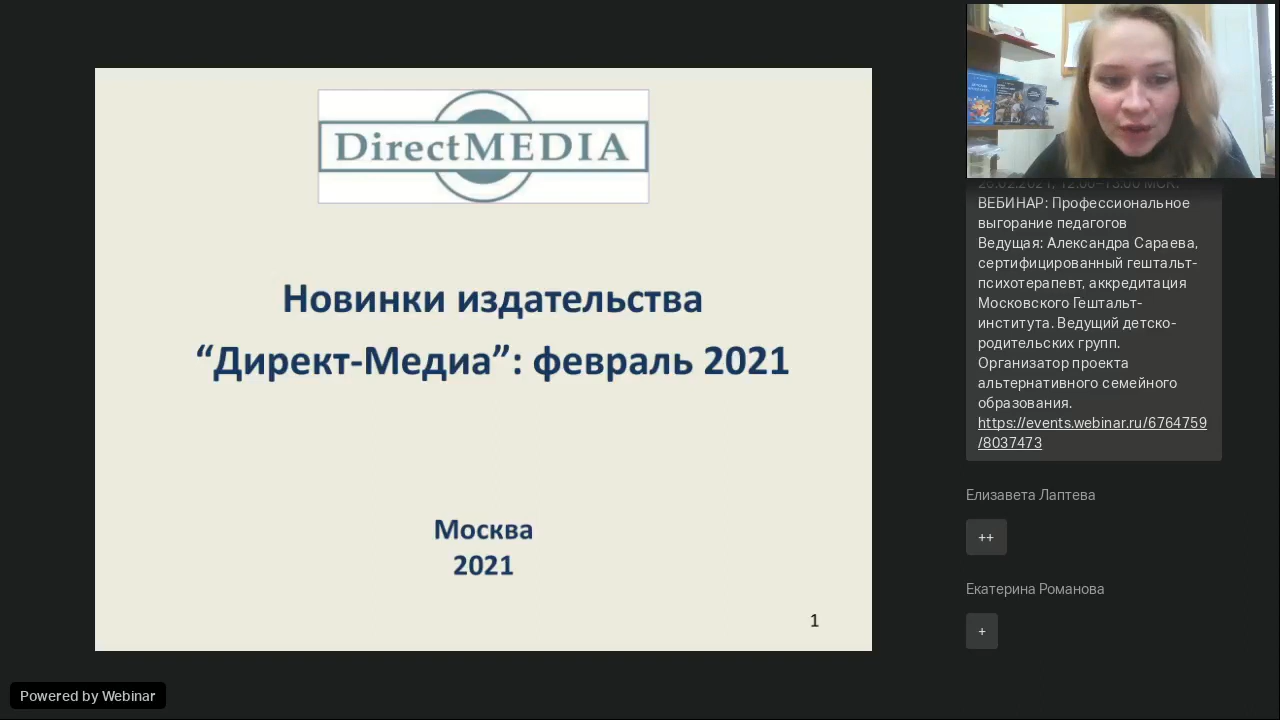 DirectMEDIA
Новинки издательства
“Директ-Медиа”: февраль 2021
Москва
2021
1
Powered by Webinar
ВЕБИНАР: Профессиональное
выгорание педагогов
Ведущая: Александра Сараева,
сертифицированный гештальт-
психотерапевт, аккредитация
Московского Гештальт-
института. Ведущий детско-
родительских групп.
Организатор проекта
альтернативного семейного
образования.
https://events.webinar.ru/6764759
/8037473
Елизавета Лаптева
++
Екатерина Романова
+